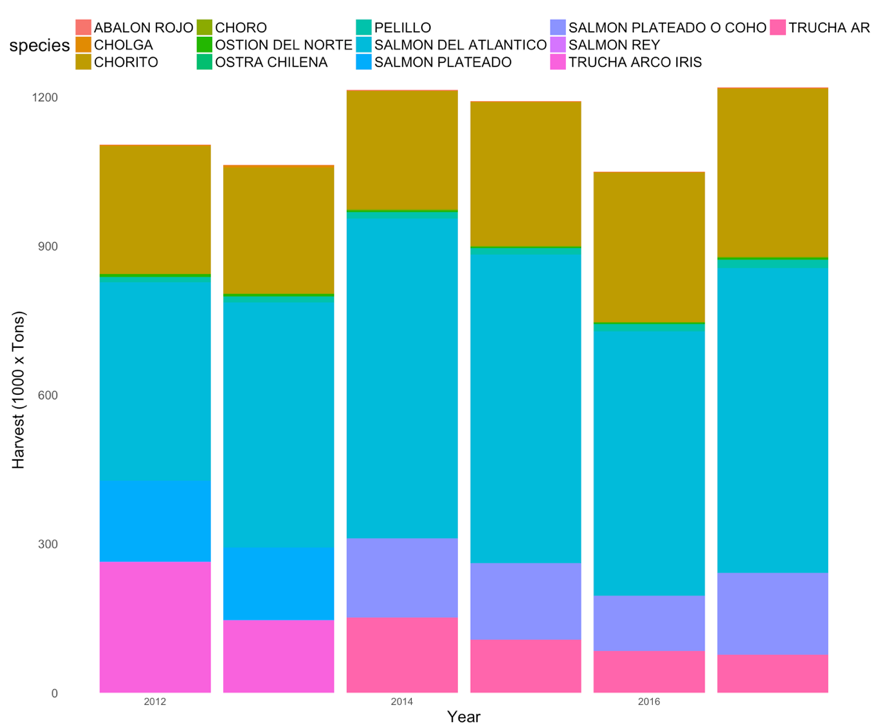 ABALON ROJO CHORO PELILLO SALMON PLATEADO O COHO TRUCHA AR
species CHOLGA OSTION DEL NORTE SALMON DEL ATLANTICO SALMON REY
CHORITO OSTRA CHILENA SALMON PLATEADO TRUCHA ARCO IRIS
1200
900
600
300
0
Harvest (1000 x Tons)
2012 2014 2016
Year